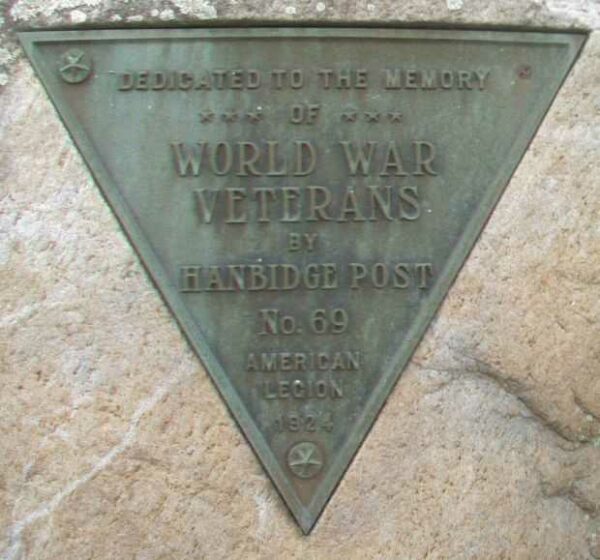 DEDICATED TO THE MEMORY
*** OF ***
WORLD WAR
VETERANS
BY
HANBIDGE POST
No. 69
AMERICAN
LEGION
1924